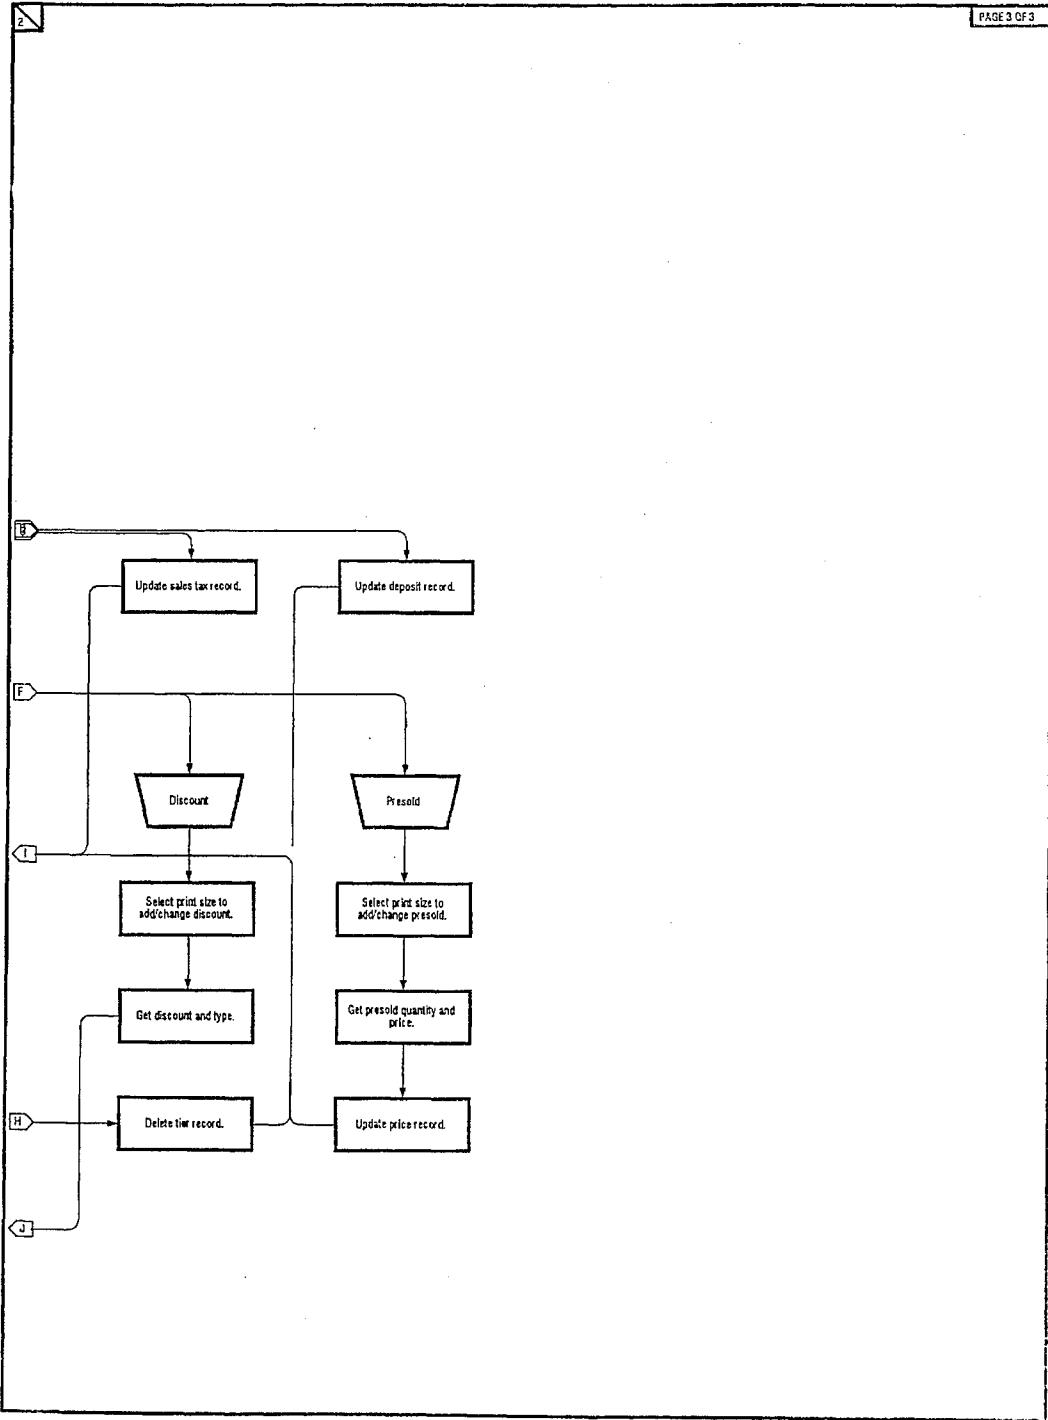 2
PAGE 3 OF 3
Update sales tax record.
Update deposit record.
F
Discount
Presold
I
Select print size to
add/change discount.
Select print size to
add/change presold.
Get discount and type.
Get presold quantity and
price.
H
Delete tier record.
Update price record.
J